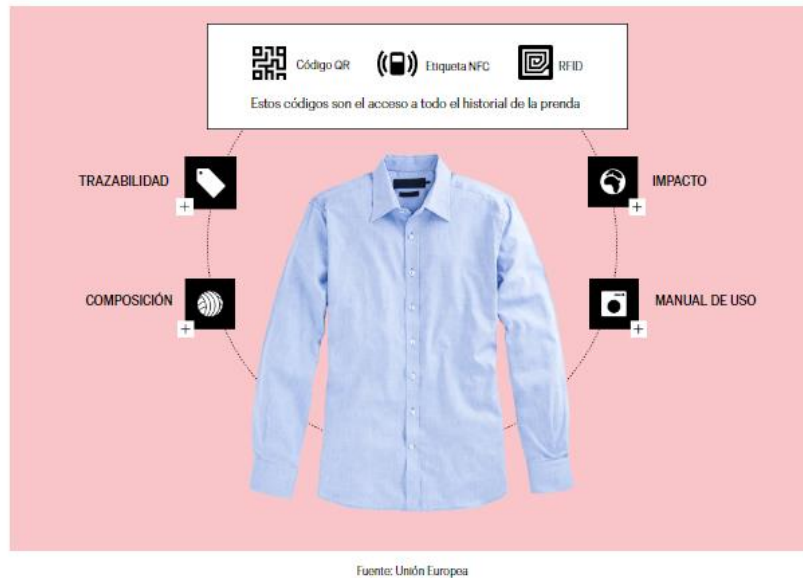 Código QR
Etiqueta NFC
RFID
Estos códigos son el acceso a todo el historial de la prenda
TRAZABILIDAD
IMPACTO
COMPOSICIÓN
MANUAL DE USO
Fuente: Unión Europea